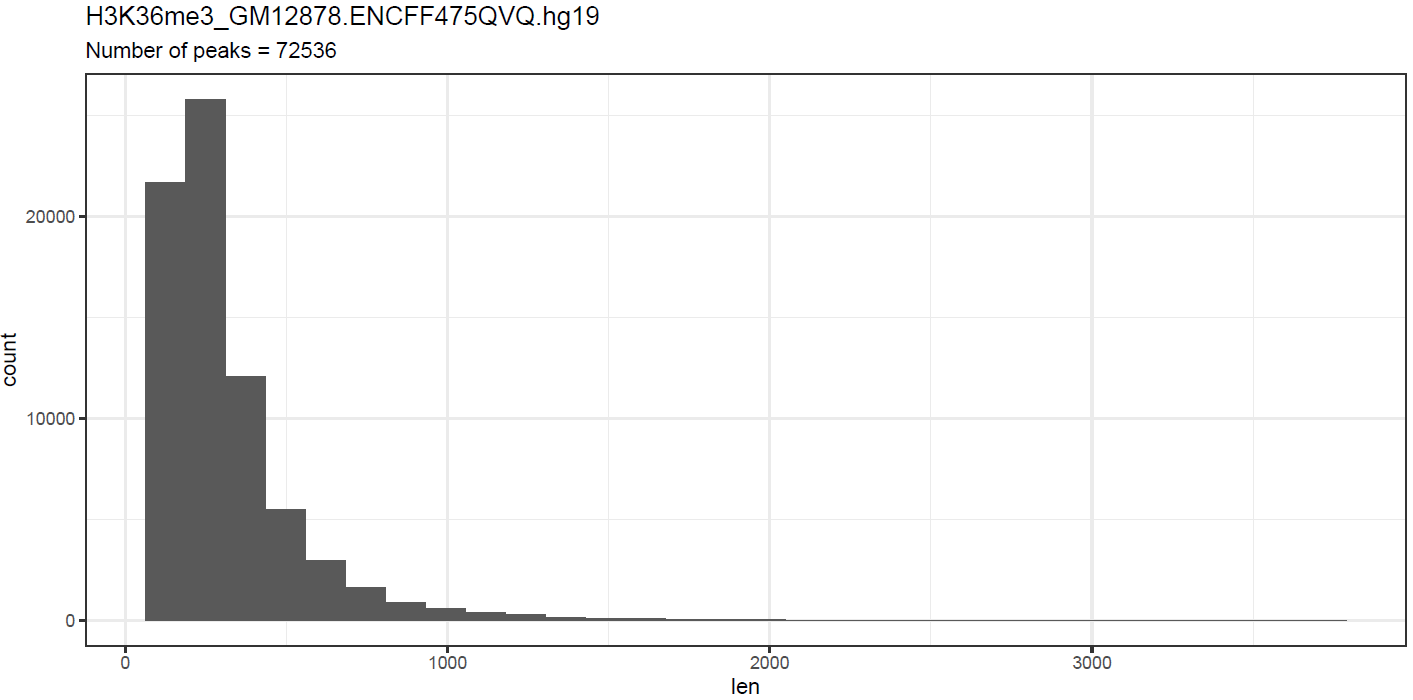 H3K36me3_GM12878.ENCFF475QVQ.hg19
Number of peaks = 72536
20000
10000
0
count
0 1000 2000 3000
len